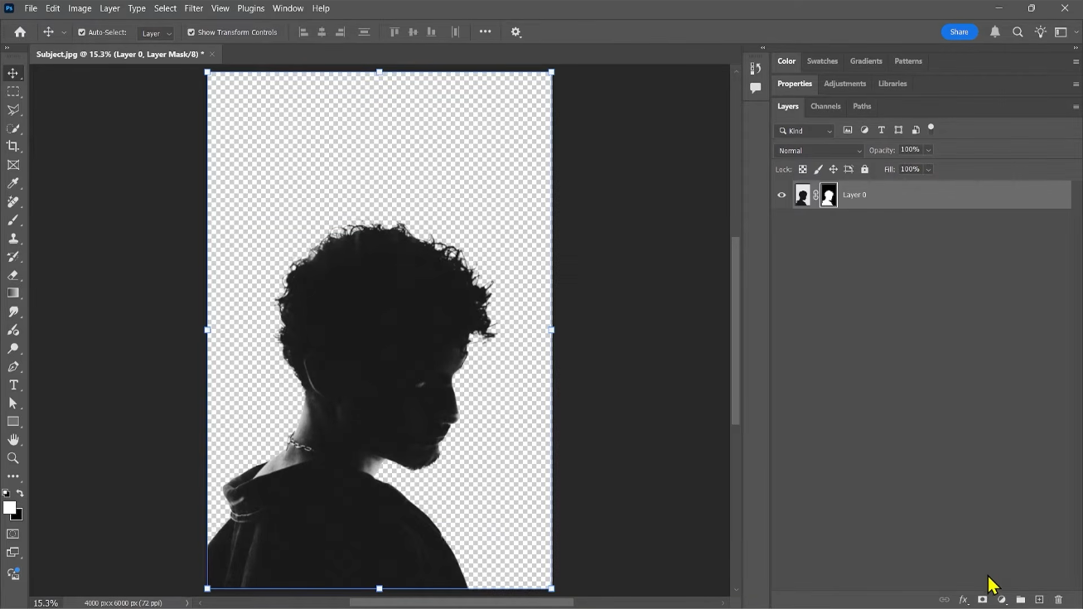 Ps File Edit Image Layer Type Select Filter View Plugins Window Help
Auto-Select: Layer Show Transform Controls Share
Subject.jpg @ 15.3% (Layer 0, Layer Mask/8) *
Color Swatches Gradients Patterns
Properties Adjustments Libraries
Layers Channels Paths
Kind
Normal Opacity: 100%
Lock: Fill: 100%
Layer 0
15.3% 4000 px x 6000 px (72 ppi)